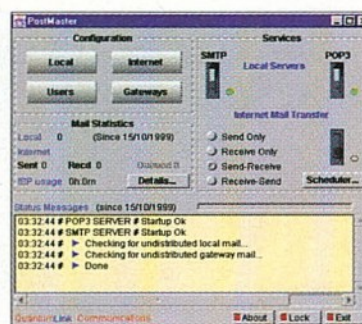 PostMaster
Configuration
Local
Internet
Users
Gateways
Services
SMTP
POP3
Local Servers
Mail Statistics
Local 0 (Since 15/10/1999)
Internet
Sent 0 Recd 0 Queued 0
ISP usage 0h:0m
Details...
Internet Mail Transfer
Send Only
Receive Only
Send-Receive
Receive-Send
Scheduler...
Status Messages (since 15/10/1999)
03:32:44 # POP3 SERVER # Startup Ok
03:32:44 # SMTP SERVER # Startup Ok
03:32:44 # ► Checking for undistributed local mail...
03:32:44 # ► Checking for undistributed gateway mail...
03:32:44 # ► Done
QuantumLink Communications
About
Lock
Exit